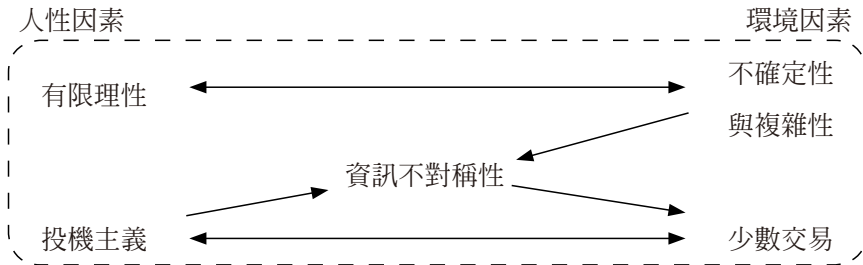 人性因素
環境因素
有限理性
不確定性
與複雜性
資訊不對稱性
投機主義
少數交易